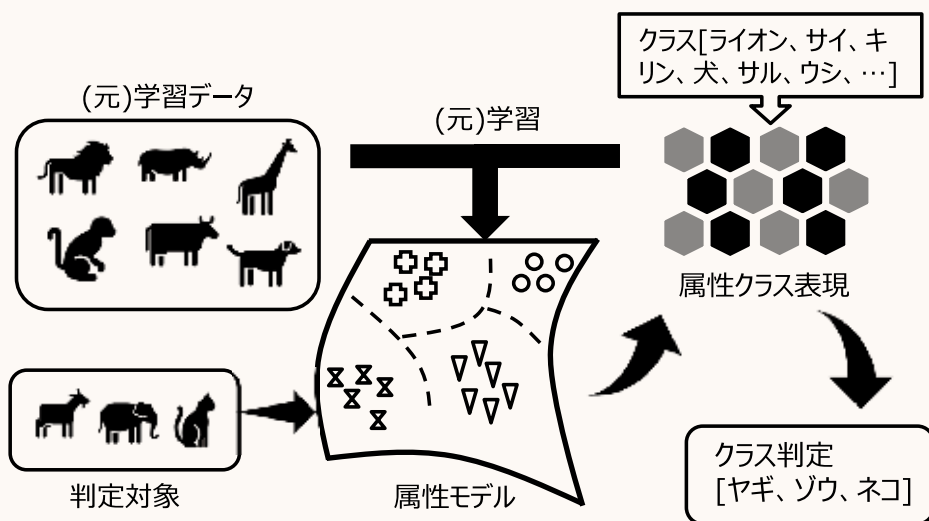 (元)学習データ
(元)学習
クラス[ライオン、サイ、キ
リン、犬、サル、ウシ、…]
属性クラス表現
判定対象
属性モデル
クラス判定
[ヤギ、ゾウ、ネコ]